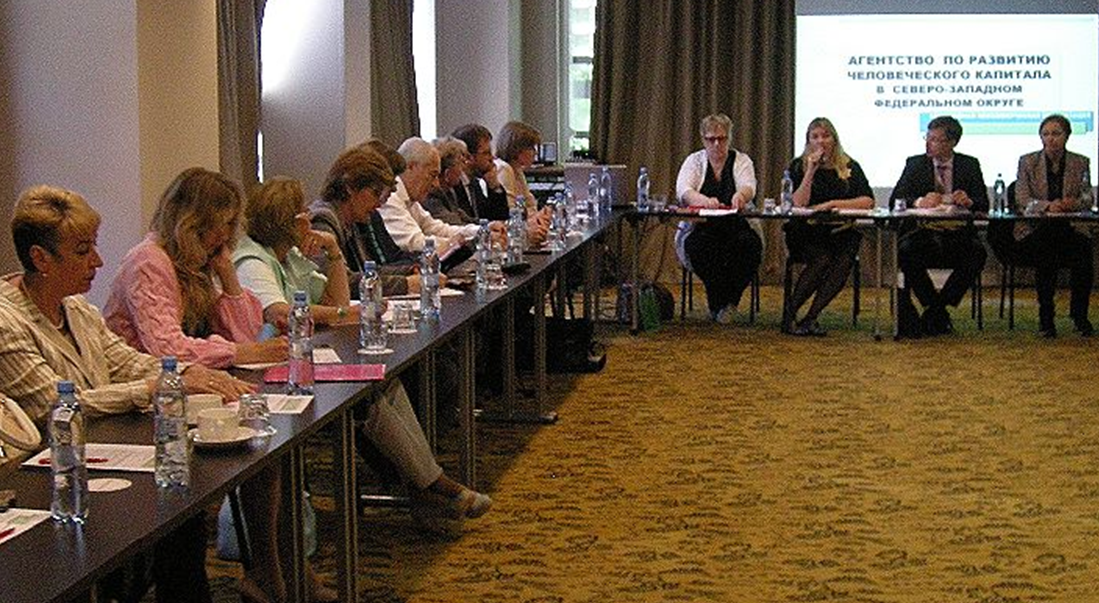 АГЕНТСТВО ПО РАЗВИТИЮ
ЧЕЛОВЕЧЕСКОГО КАПИТАЛА
В СЕВЕРО-ЗАПАДНОМ
ФЕДЕРАЛЬНОМ ОКРУГЕ